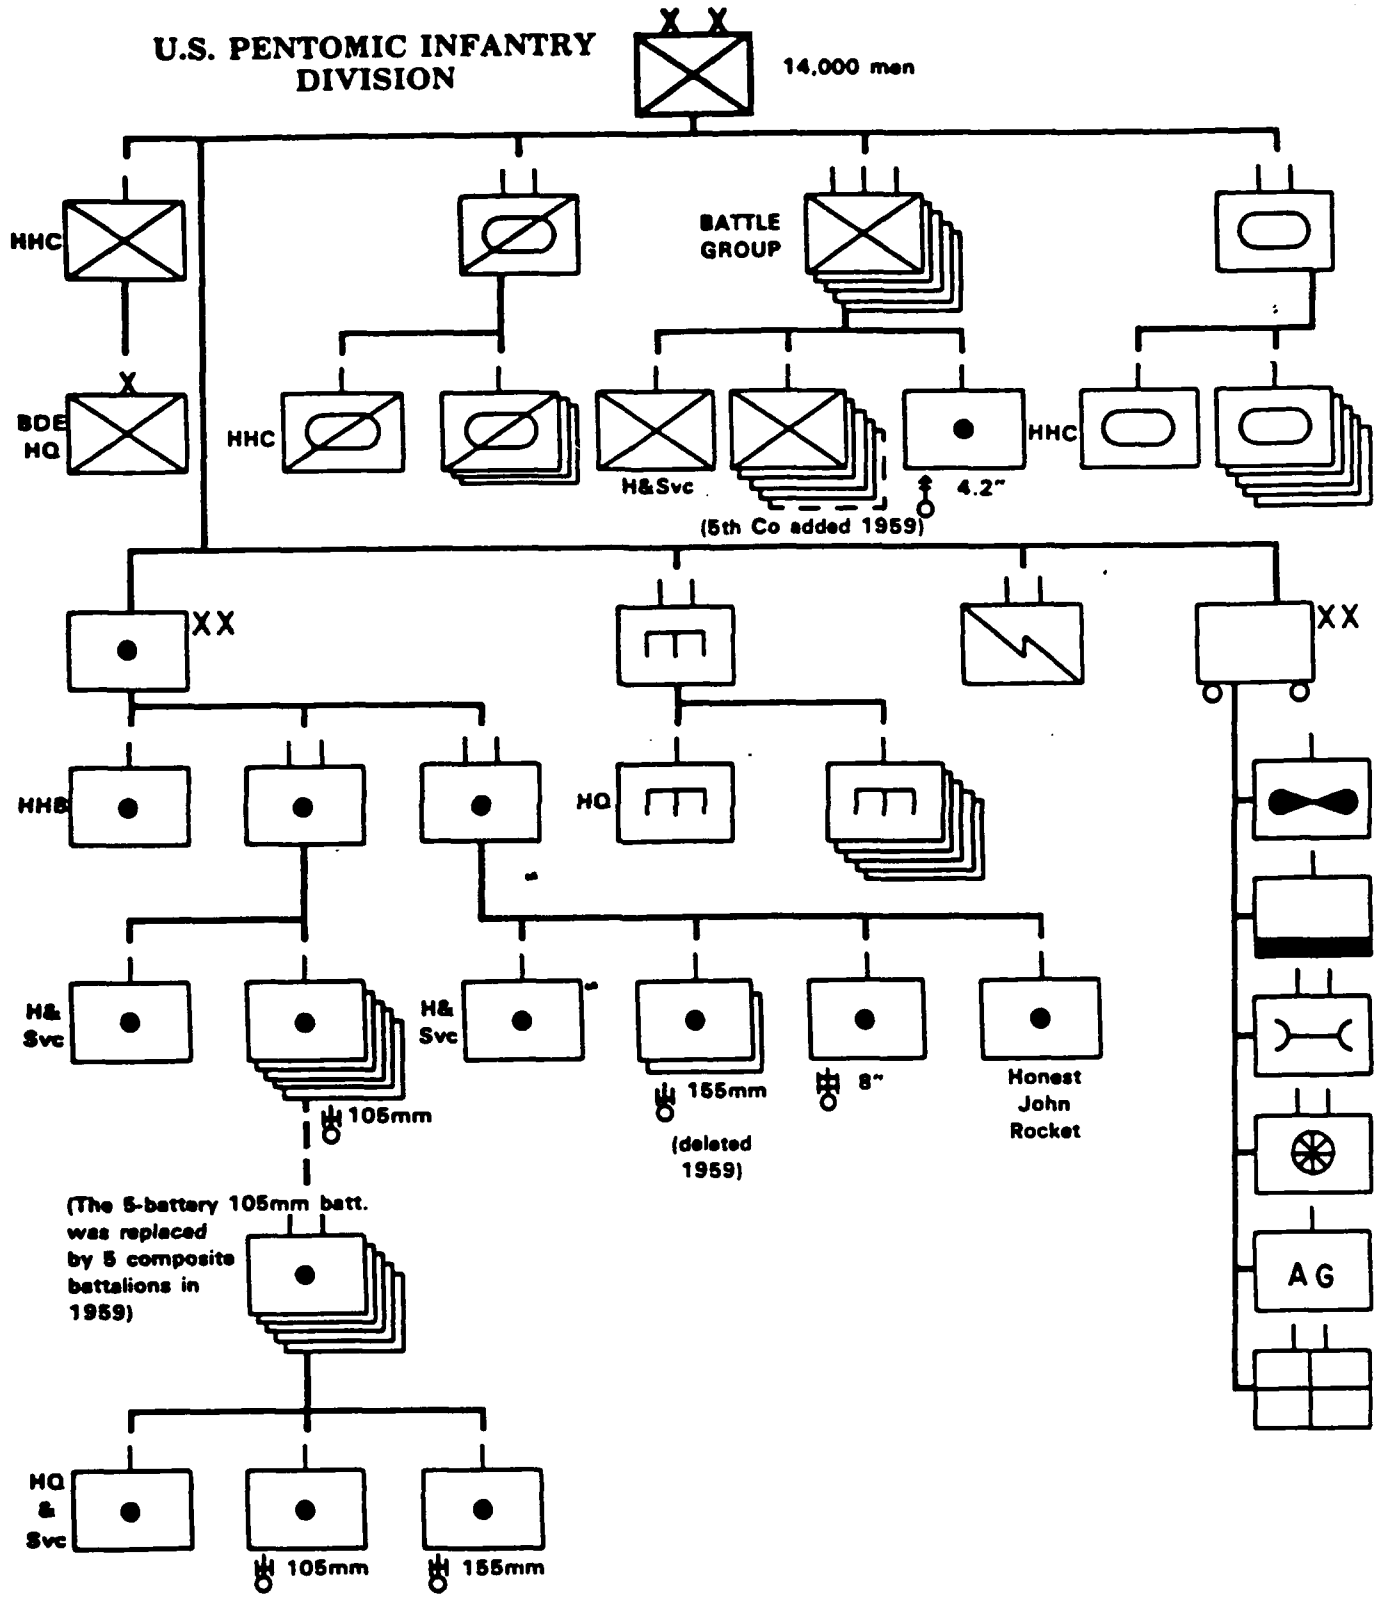 U.S. PENTOMIC INFANTRY
DIVISION
14,000 men
HHC
BATTLE
GROUP
BDE
HQ
HHC
H&Svc
4.2"
HHC
(5th Co added 1959)
XX
XX
HHB
HQ
H&
Svc
105mm
H&
Svc
155mm
(deleted
1959)
8"
Honest
John
Rocket
(The 5-battery 105mm batt.
was replaced
by 5 composite
battalions in
1959)
AG
HQ
&
Svc
105mm
155mm